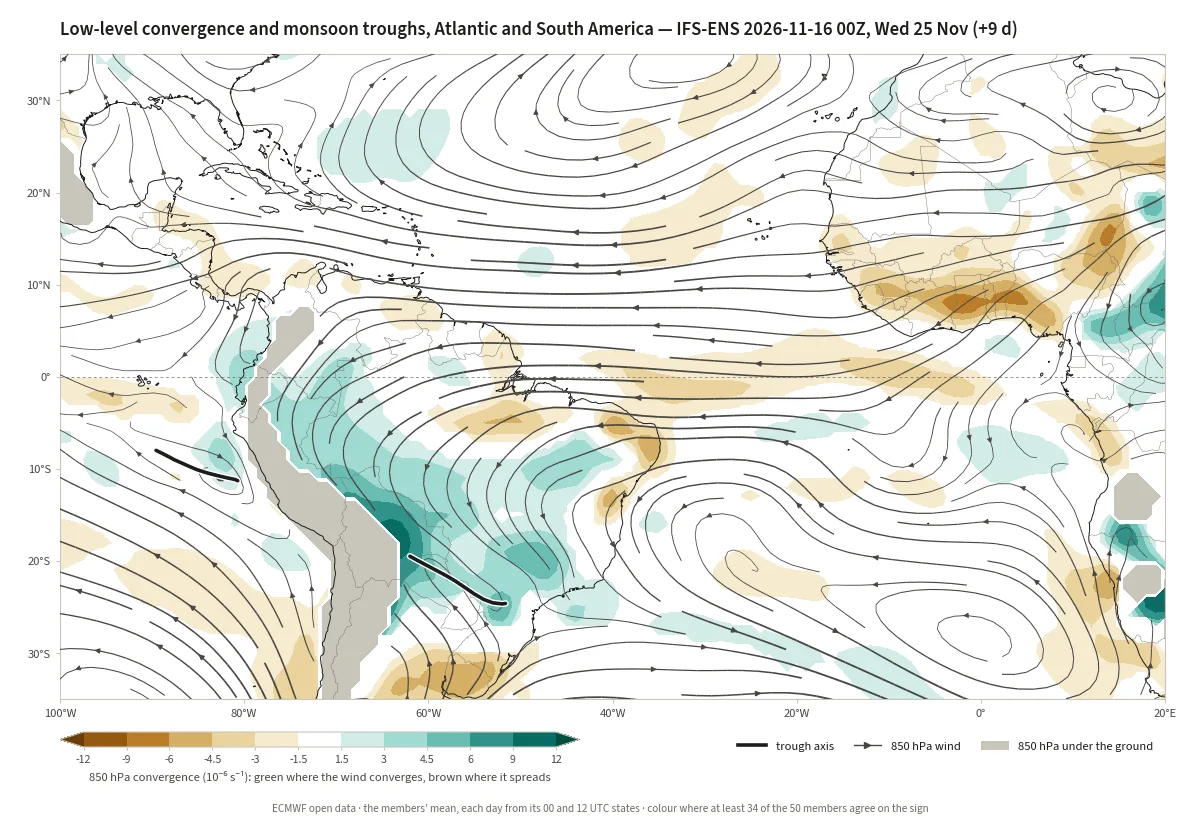 Low-level convergence and monsoon troughs, Atlantic and South America — IFS-ENS 2026-11-16 00Z, Wed 25 Nov (+9 d)
30°N
20°N
10°N
0°
10°S
20°S
30°S
100°W 80°W 60°W 40°W 20°W 0° 20°E
-12 -9 -6 -4.5 -3 -1.5 1.5 3 4.5 6 9 12
850 hPa convergence (10⁻⁶ s⁻¹): green where the wind converges, brown where it spreads
trough axis 850 hPa wind 850 hPa under the ground
ECMWF open data · the members' mean, each day from its 00 and 12 UTC states · colour where at least 34 of the 50 members agree on the sign